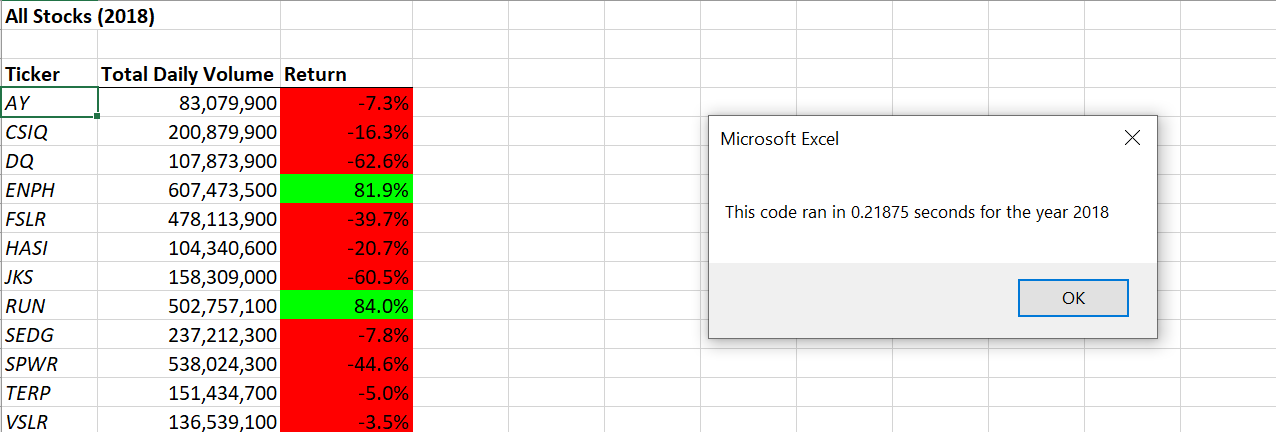 All Stocks (2018)
Ticker Total Daily Volume Return
AY 83,079,900 -7.3%
CSIQ 200,879,900 -16.3%
DQ 107,873,900 -62.6%
ENPH 607,473,500 81.9%
FSLR 478,113,900 -39.7%
HASI 104,340,600 -20.7%
JKS 158,309,000 -60.5%
RUN 502,757,100 84.0%
SEDG 237,212,300 -7.8%
SPWR 538,024,300 -44.6%
TERP 151,434,700 -5.0%
VSLR 136,539,100 -3.5%
Microsoft Excel
This code ran in 0.21875 seconds for the year 2018
OK